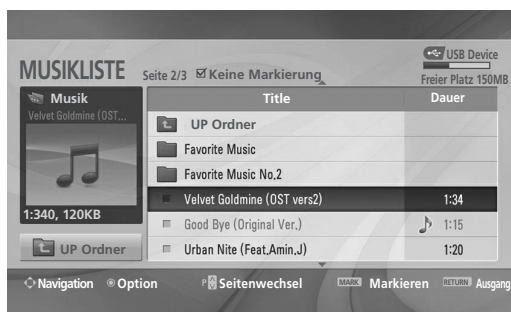 MUSIKLISTE
Seite 2/3 Keine Markierung
USB Device
Freier Platz 150MB
Musik
Velvet Goldmine (OST...
1:340, 120KB
UP Ordner
Title Dauer
UP Ordner
Favorite Music
Favorite Music No.2
Velvet Goldmine (OST vers2) 1:34
Good Bye (Original Ver.) 1:15
Urban Nite (Feat.Amin.J) 1:20
Navigation Option P Seitenwechsel MARK Markieren RETURN Ausgang